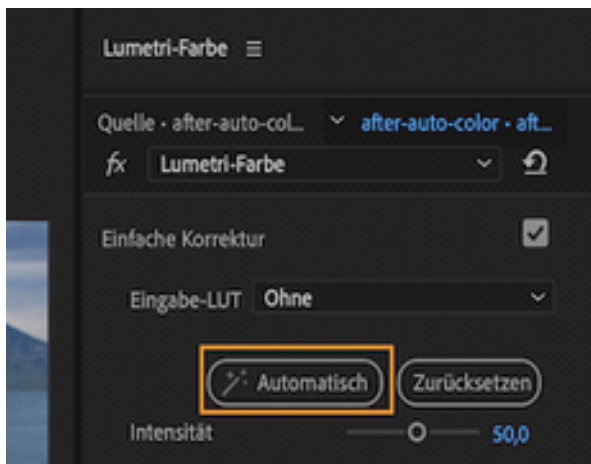 Lumetri-Farbe
Quelle • after-auto-col... after-auto-color • aft...
fx Lumetri-Farbe
Einfache Korrektur
Eingabe-LUT Ohne
Automatisch Zurücksetzen
Intensität 50,0